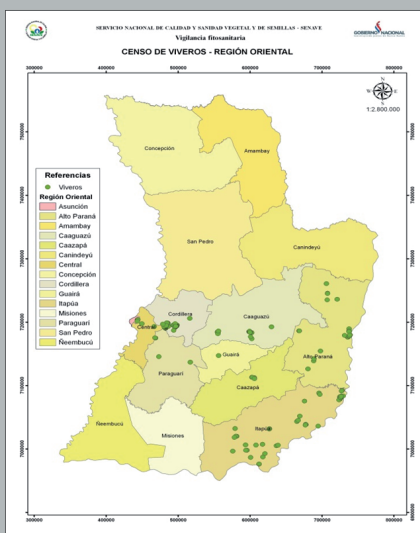 SERVICIO NACIONAL DE CALIDAD Y SANIDAD VEGETAL Y DE SEMILLAS - SENAVE
GOBIERNO NACIONAL
Vigilancia fitosanitaria
CENSO DE VIVEROS - REGIÓN ORIENTAL
300000 400000 500000 600000 700000 800000
N
W E
S
1:2.800.000
Concepción
Amambay
San Pedro
Canindeyú
Referencias
Viveros
Región Oriental
Asunción
Alto Paraná
Amambay
Caaguazú
Caazapá
Canindeyú
Central
Concepción
Cordillera
Guairá
Itapúa
Misiones
Paraguarí
San Pedro
Ñeembucú
Cordillera
Caaguazú
Central
Guairá
Alto Paraná
Paraguarí
Caazapá
Ñeembucú
Misiones
Itapúa
300000 400000 500000 600000 700000 800000